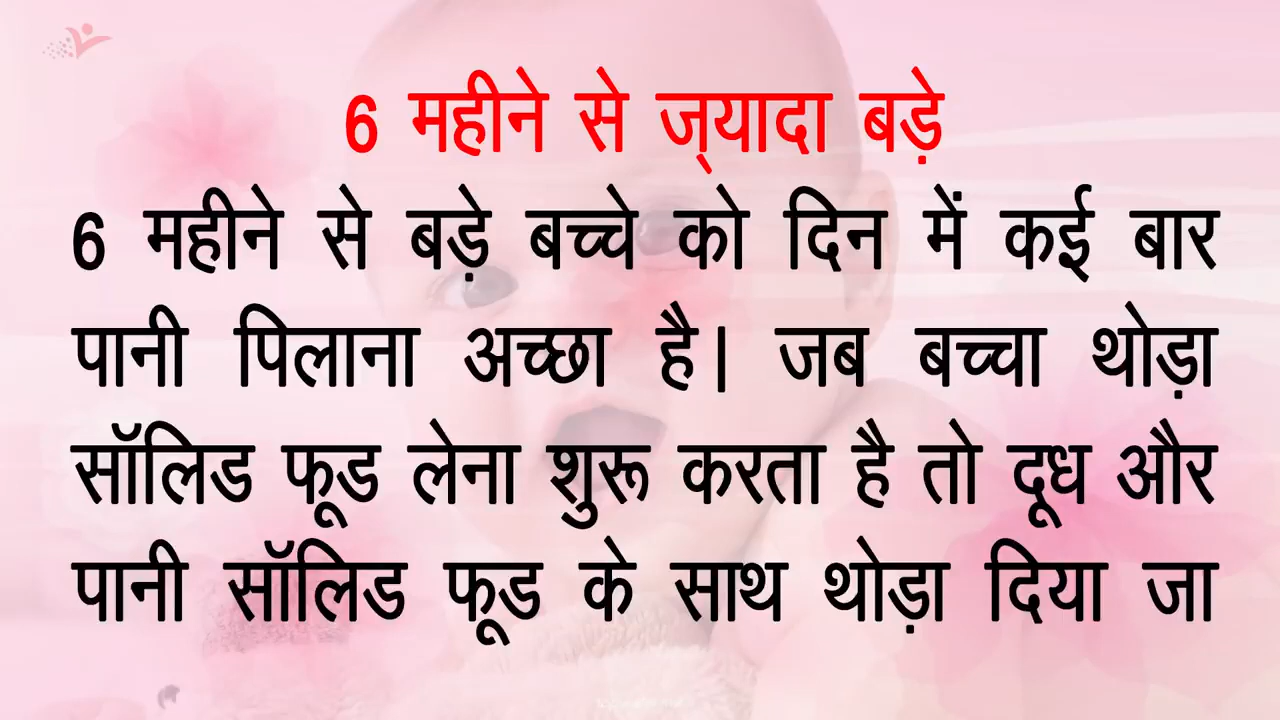 6 महीने से ज्यादा बड़े
6 महीने से बड़े बच्चे को दिन में कई बार
पानी पिलाना अच्छा है| जब बच्चा थोड़ा
सॉलिड फूड लेना शुरू करता है तो दूध और
पानी सॉलिड फूड के साथ थोड़ा दिया जा